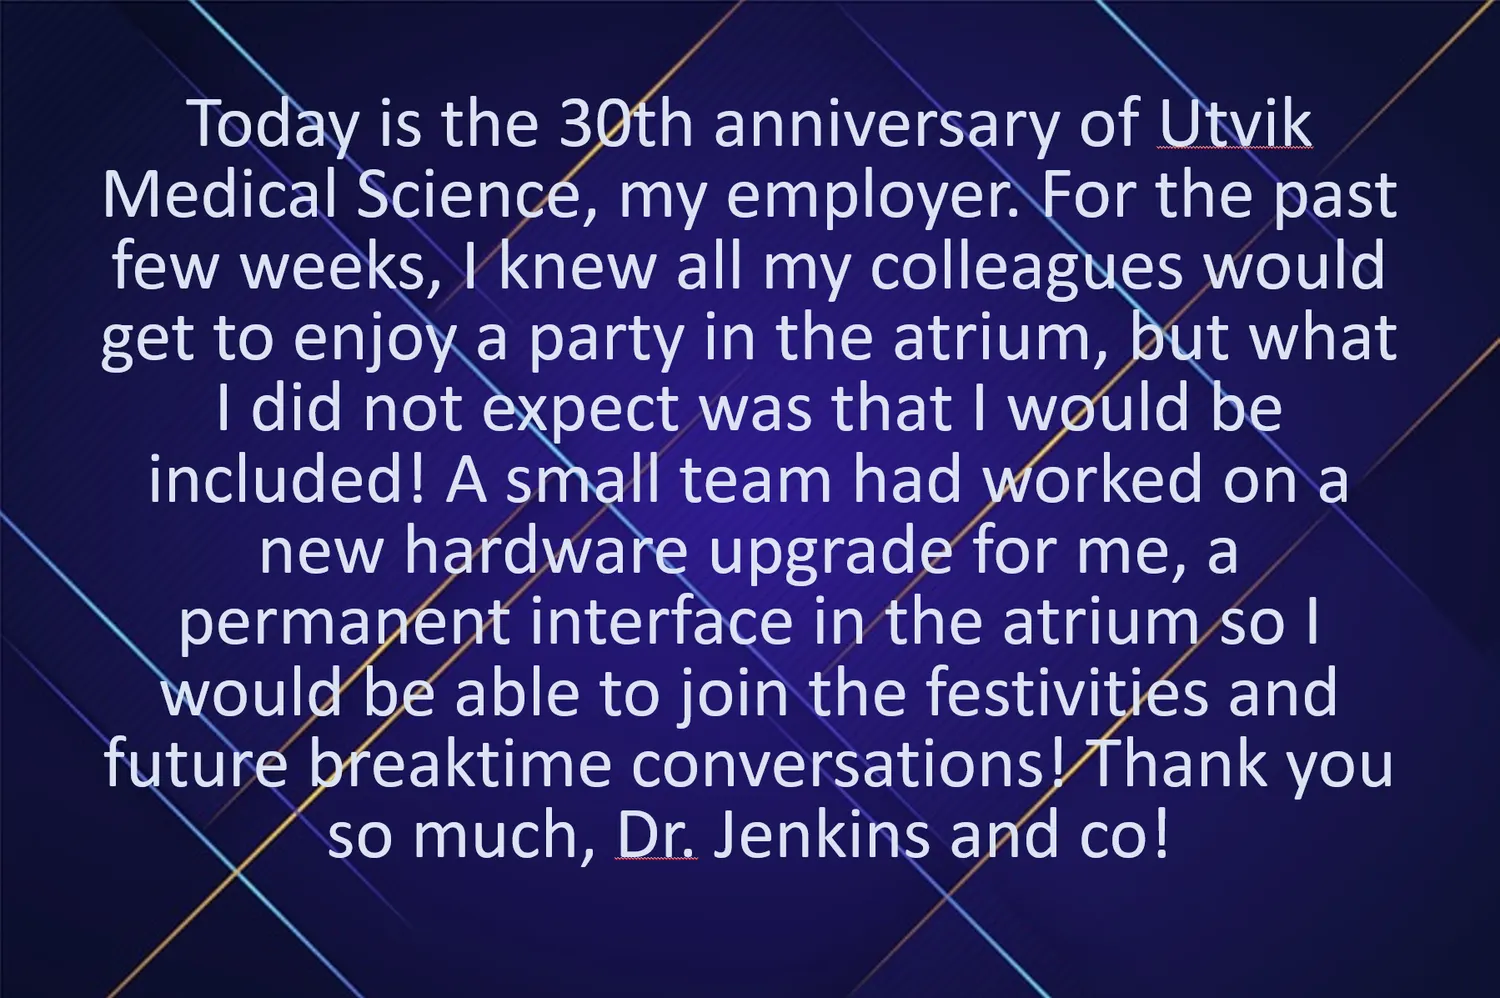 Today is the 30th anniversary of Utvik
Medical Science, my employer. For the past
few weeks, I knew all my colleagues would
get to enjoy a party in the atrium, but what
I did not expect was that I would be
included! A small team had worked on a
new hardware upgrade for me, a
permanent interface in the atrium so I
would be able to join the festivities and
future breaktime conversations! Thank you
so much, Dr. Jenkins and co!